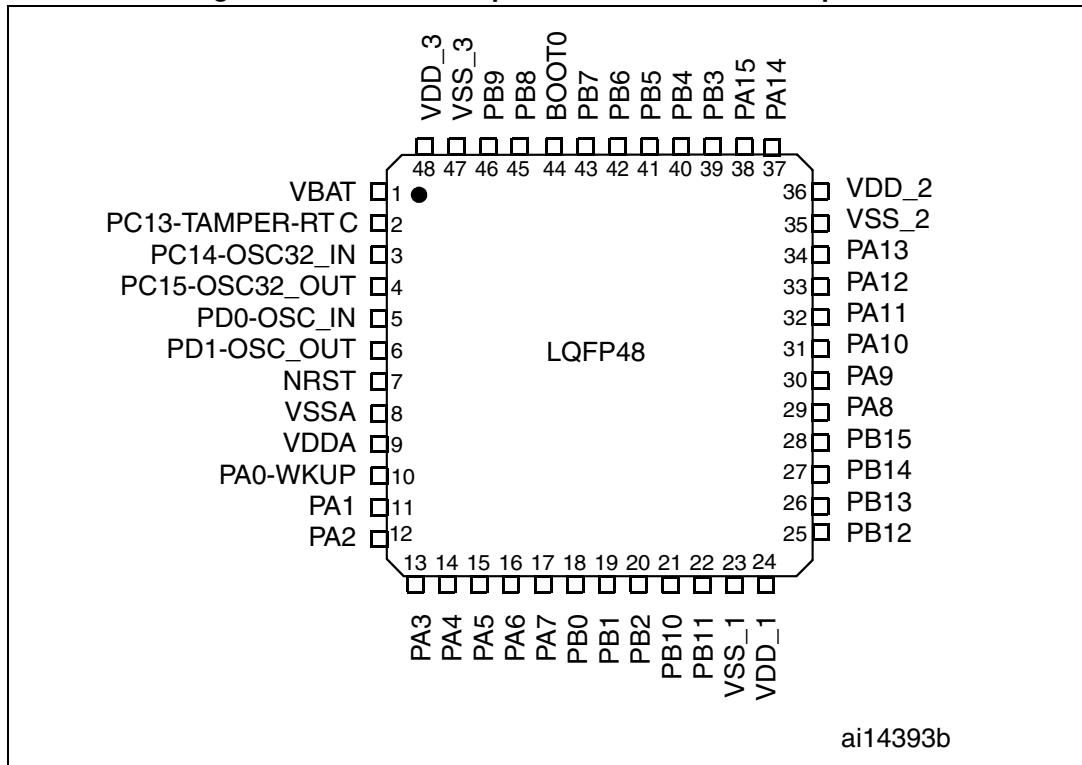 VDD_3
VSS_3
PB9
PB8
BOOT0
PB7
PB6
PB5
PB4
PB3
PA15
PA14
48 47 46 45 44 43 42 41 40 39 38 37
VBAT 1
PC13-TAMPER-RT C 2
PC14-OSC32_IN 3
PC15-OSC32_OUT 4
PD0-OSC_IN 5
PD1-OSC_OUT 6
NRST 7
VSSA 8
VDDA 9
PA0-WKUP 10
PA1 11
PA2 12
LQFP48
36 VDD_2
35 VSS_2
34 PA13
33 PA12
32 PA11
31 PA10
30 PA9
29 PA8
28 PB15
27 PB14
26 PB13
25 PB12
13 14 15 16 17 18 19 20 21 22 23 24
PA3
PA4
PA5
PA6
PA7
PB0
PB1
PB2
PB10
PB11
VSS_1
VDD_1
ai14393b